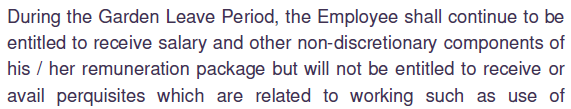 During the Garden Leave Period, the Employee shall continue to be
entitled to receive salary and other non-discretionary components of
his / her remuneration package but will not be entitled to receive or
avail perquisites which are related to working such as use of